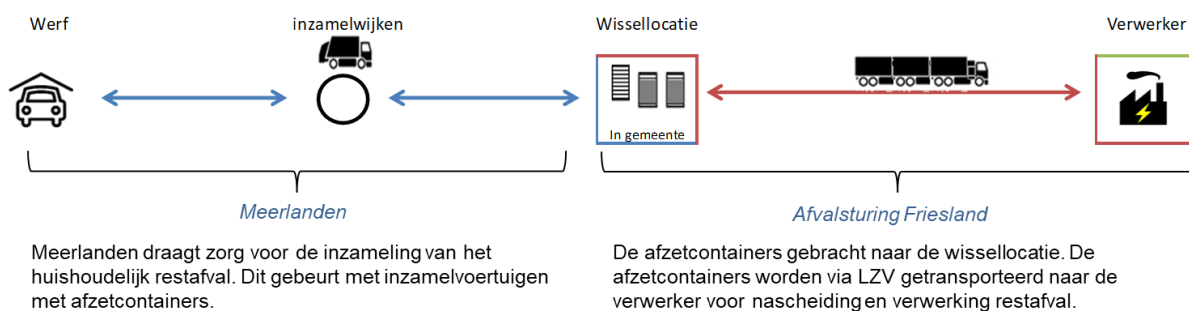 Werf
inzamelwijken
Wissellocatie
Verwerker
In gemeente
Meerlanden
Afvalsturing Friesland
Meerlanden draagt zorg voor de inzameling van het
huishoudelijk restafval. Dit gebeurt met inzamelvoertuigen
met afzetcontainers.
De afzetcontainers gebracht naar de wissellocatie. De
afzetcontainers worden via LZV getransporteerd naar de
verwerker voor nascheiding en verwerking restafval.